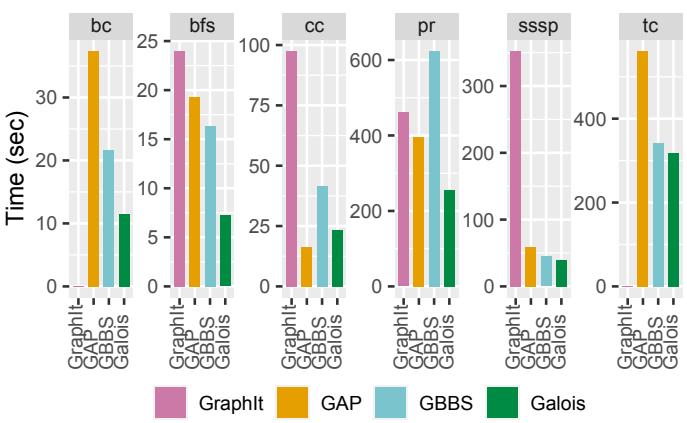 bc bfs cc pr sssp tc
Time (sec)
0 10 20 30
0 5 10 15 20 25
0 25 50 75 100
0 200 400 600
0 100 200 300
0 200 400
GraphIt GAP GBBS Galois
GraphIt GAP GBBS Galois
GraphIt GAP GBBS Galois
GraphIt GAP GBBS Galois
GraphIt GAP GBBS Galois
GraphIt GAP GBBS Galois
GraphIt GAP GBBS Galois